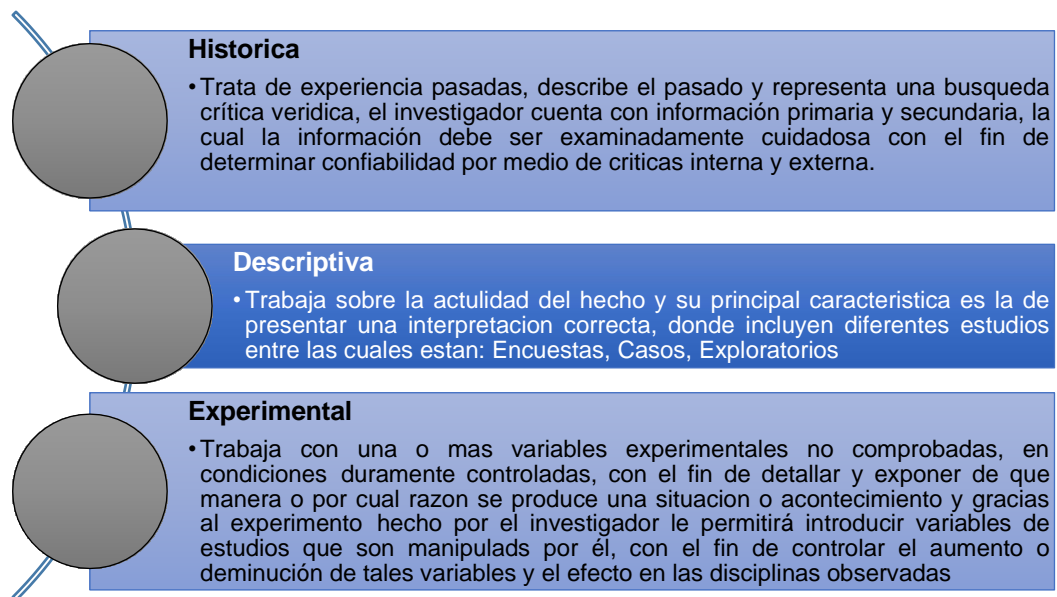 Historica
•Trata de experiencia pasadas, describe el pasado y representa una busqueda
crítica veridica, el investigador cuenta con información primaria y secundaria, la
cual la información debe ser examinadamente cuidadosa con el fin de
determinar confiabilidad por medio de criticas interna y externa.
Descriptiva
•Trabaja sobre la actulidad del hecho y su principal caracteristica es la de
presentar una interpretacion correcta, donde incluyen diferentes estudios
entre las cuales estan: Encuestas, Casos, Exploratorios
Experimental
•Trabaja con una o mas variables experimentales no comprobadas, en
condiciones duramente controladas, con el fin de detallar y exponer de que
manera o por cual razon se produce una situacion o acontecimiento y gracias
al experimento hecho por el investigador le permitirá introducir variables de
estudios que son manipulads por él, con el fin de controlar el aumento o
deminución de tales variables y el efecto en las disciplinas observadas